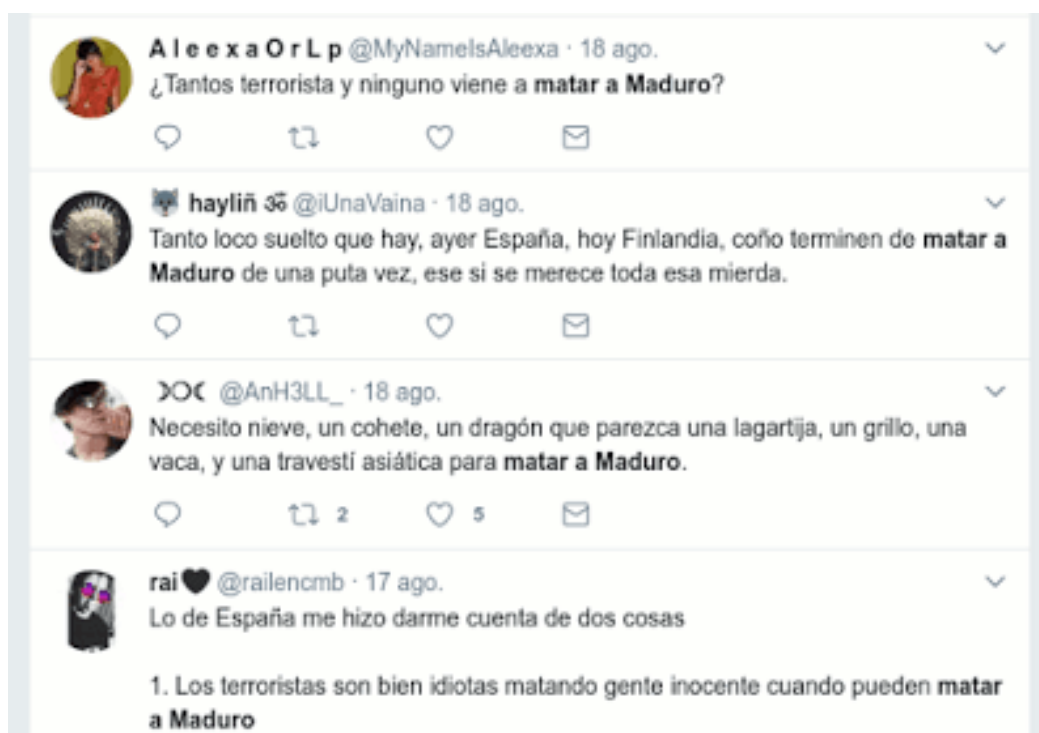 A l e e x a O r L p @MyNameIsAleexa · 18 ago.
¿Tantos terrorista y ninguno viene a matar a Maduro?
hayliñ ॐ @iUnaVaina · 18 ago.
Tanto loco suelto que hay, ayer España, hoy Finlandia, coño terminen de matar a
Maduro de una puta vez, ese si se merece toda esa mierda.
@AnH3LL_ · 18 ago.
Necesito nieve, un cohete, un dragón que parezca una lagartija, un grillo, una
vaca, y una travestí asiática para matar a Maduro.
2 5
rai🖤 @railencmb · 17 ago.
Lo de España me hizo darme cuenta de dos cosas
1. Los terroristas son bien idiotas matando gente inocente cuando pueden matar
a Maduro